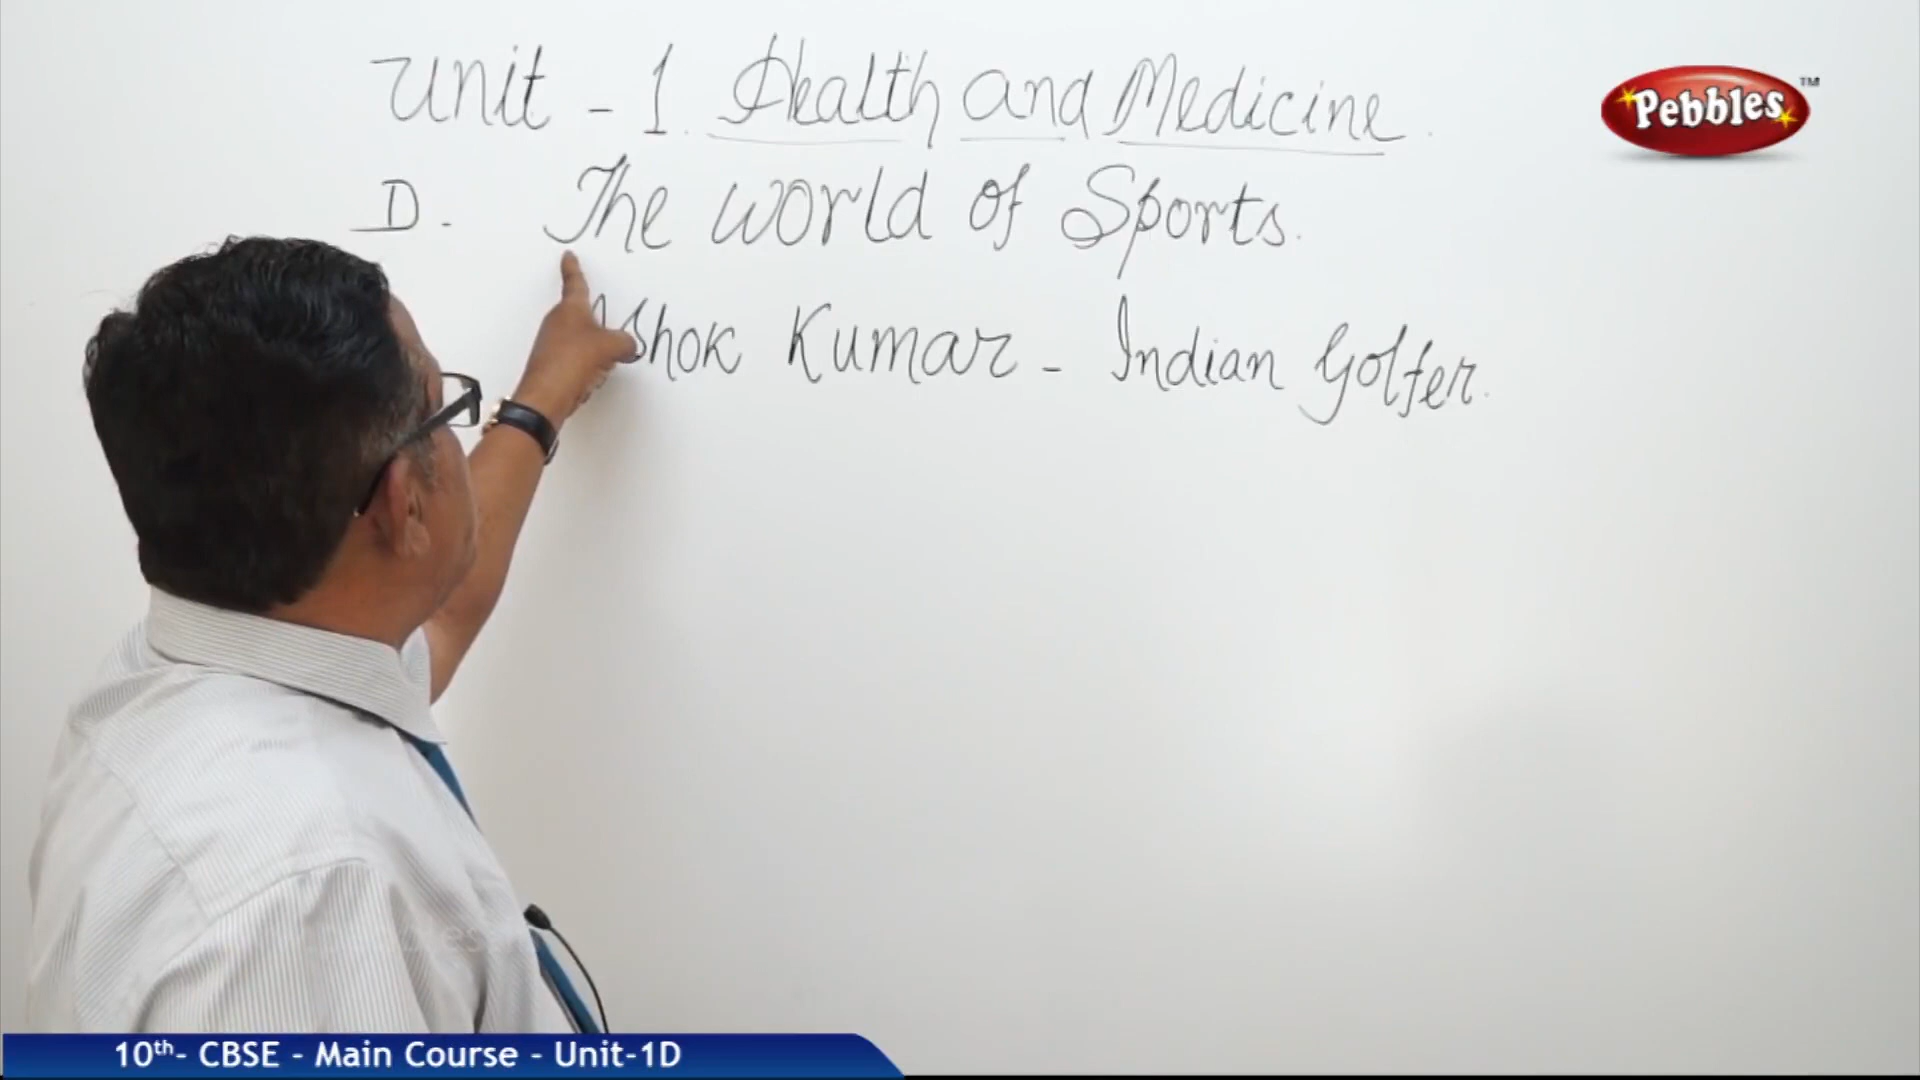 Unit - 1. Health and Medicine.
Pebbles TM
D. The world of Sports.
Ashok Kumar - Indian Golfer.
10th- CBSE - Main Course - Unit-1D